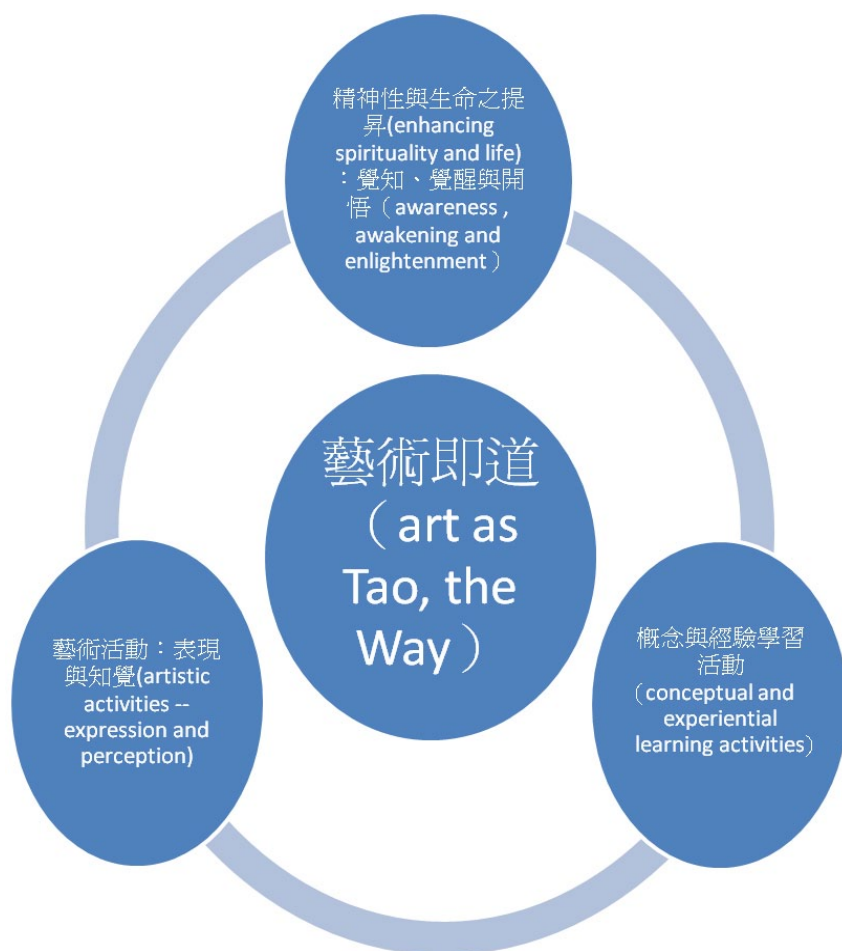 精神性與生命之提
昇(enhancing
spirituality and life)
：覺知、覺醒與開
悟（awareness ,
awakening and
enlightenment）
藝術即道
（art as
Tao, the
Way）
藝術活動：表現
與知覺(artistic
activities --
expression and
perception)
概念與經驗學習
活動
（conceptual and
experiential
learning activities）